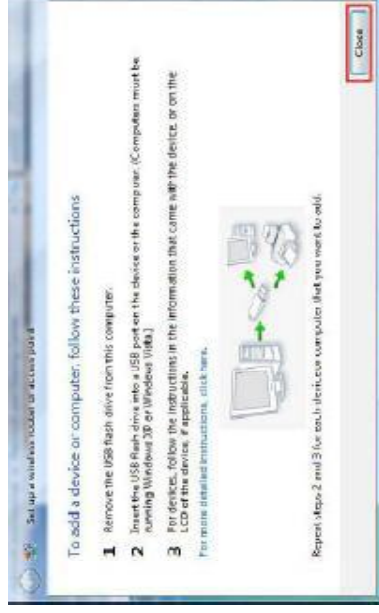 Set up a wireless router or access point
To add a device or computer, follow these instructions
1 Remove the USB flash drive from this computer.
2 Insert the USB flash drive into a USB port on the device or the computer. (Computers must be
running Windows XP or Windows Vista.)
3 For devices, follow the instructions in the information that came with the device, or on the
LCD of the device, if applicable.
For more detailed instructions, click here.
Repeat steps 2 and 3 for each device or computer that you want to add.
Close